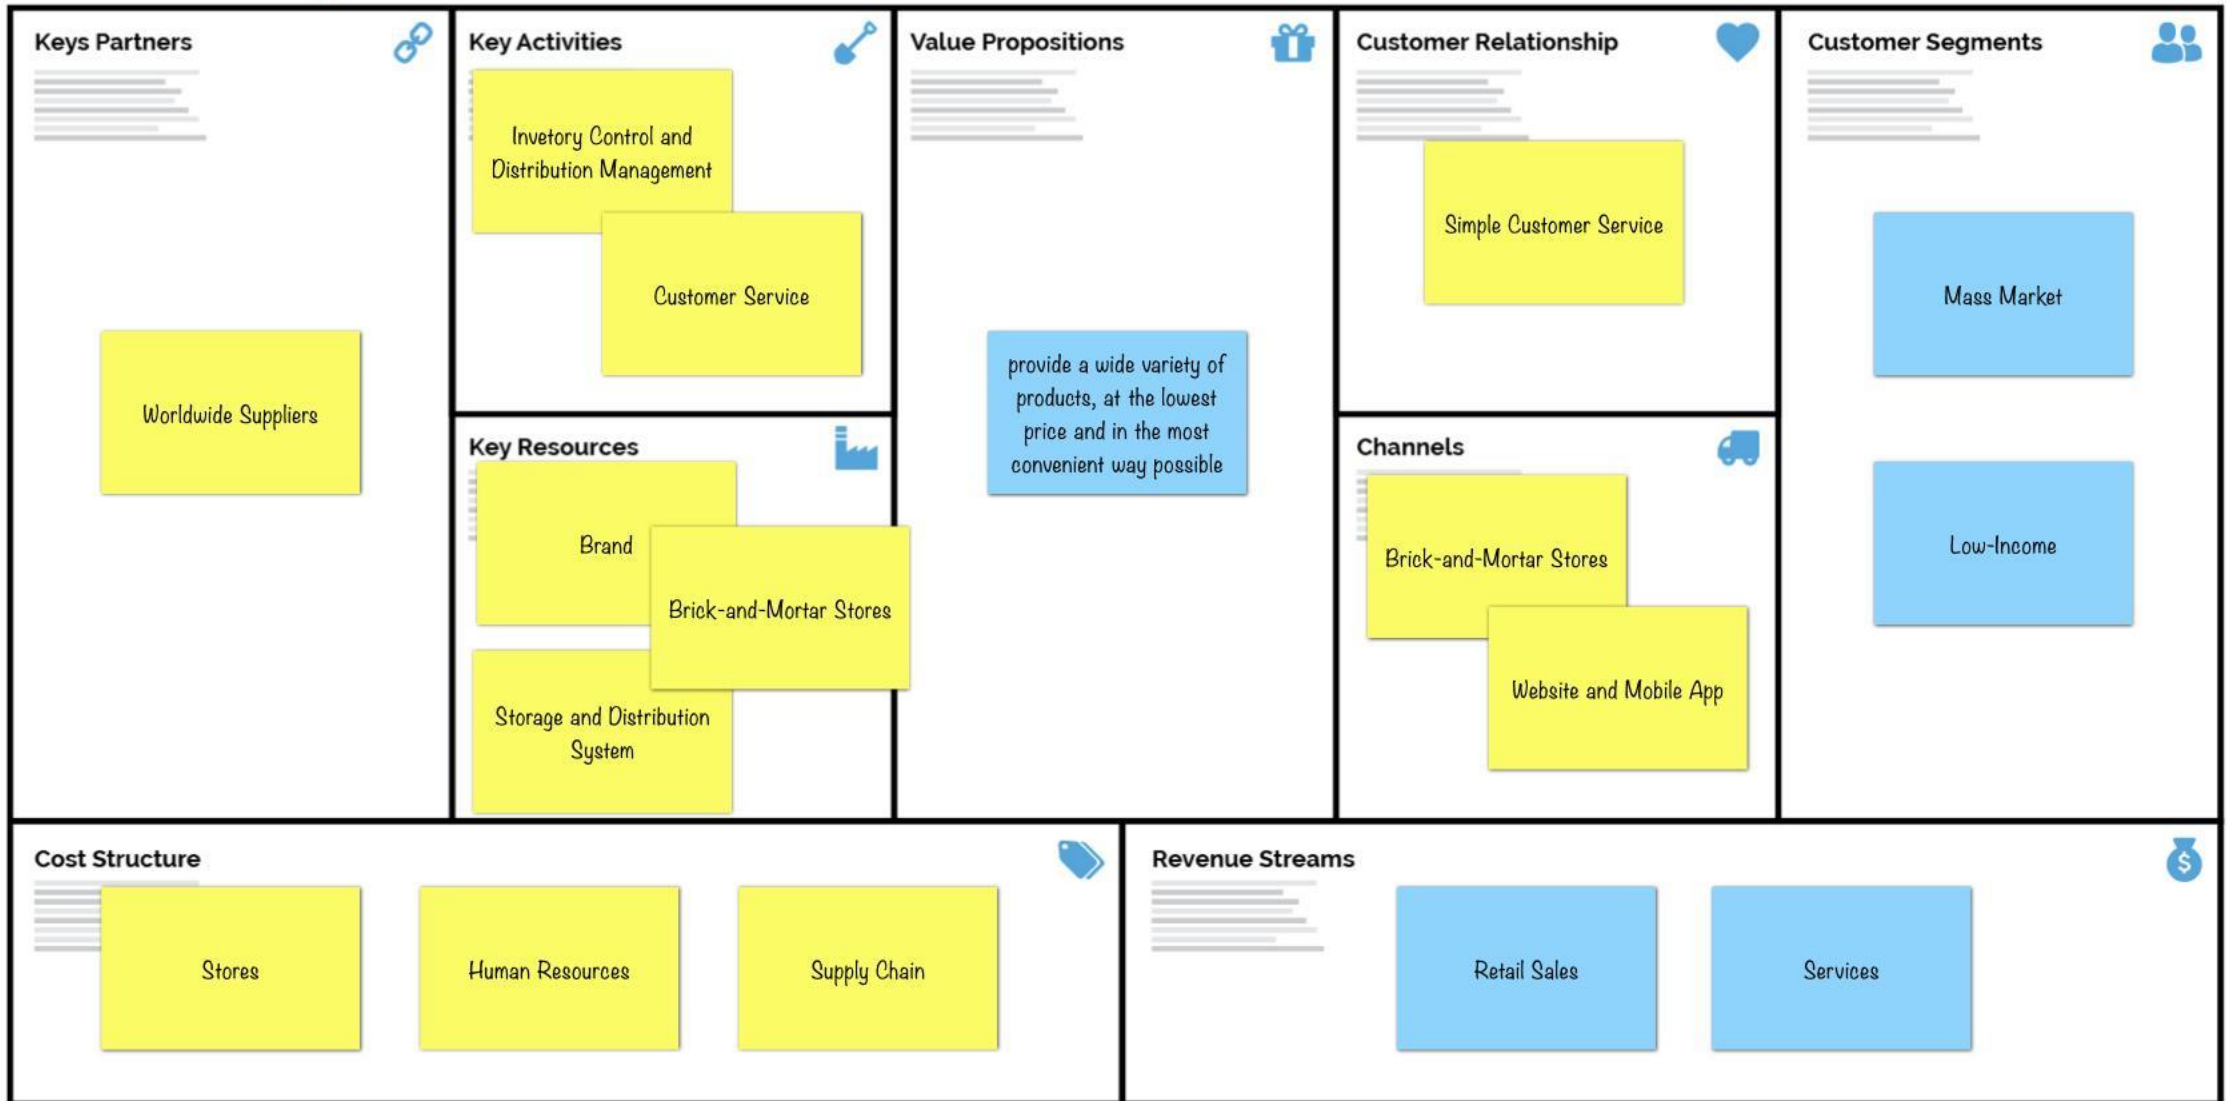 Keys Partners
Worldwide Suppliers
Key Activities
Invetory Control and
Distribution Management
Customer Service
Key Resources
Brand
Brick-and-Mortar Stores
Storage and Distribution
System
Value Propositions
provide a wide variety of
products, at the lowest
price and in the most
convenient way possible
Customer Relationship
Simple Customer Service
Channels
Brick-and-Mortar Stores
Website and Mobile App
Customer Segments
Mass Market
Low-Income
Cost Structure
Stores
Human Resources
Supply Chain
Revenue Streams
$
Retail Sales
Services